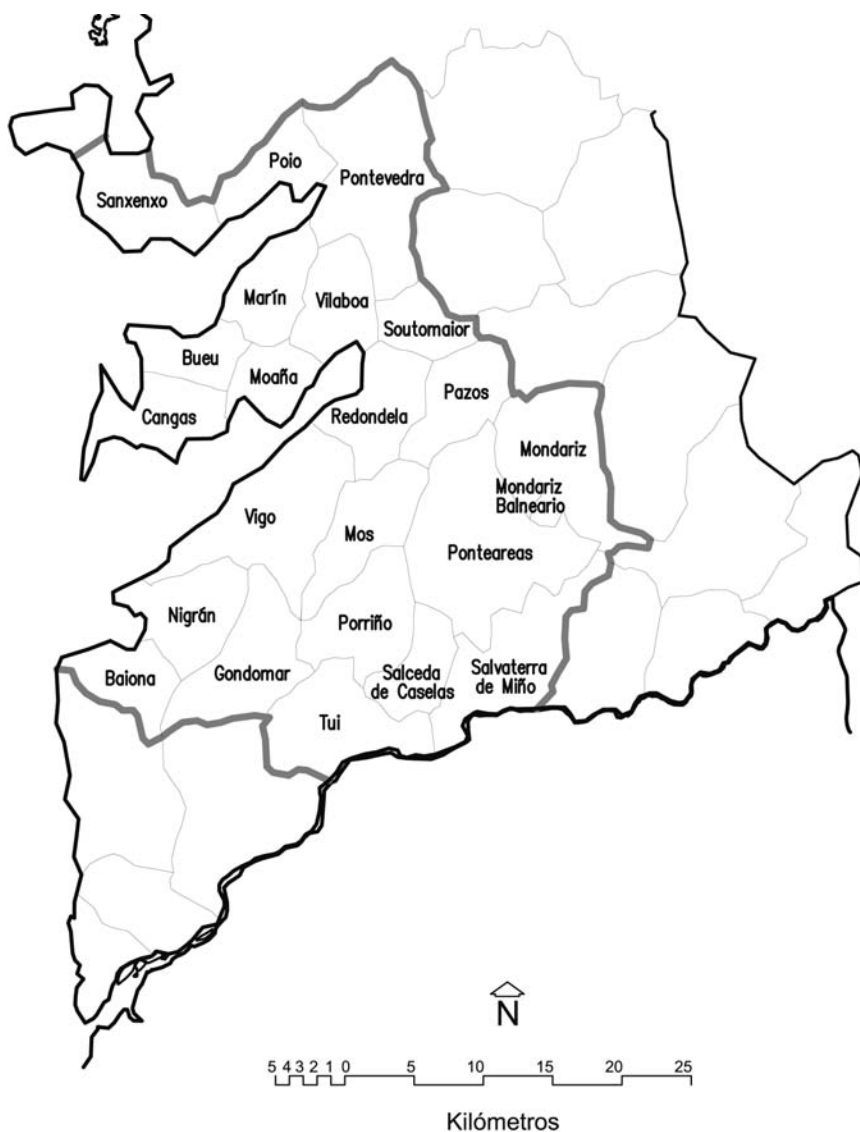 Poio
Pontevedra
Sanxenxo
Marín
Vilaboa
Soutomaior
Bueu
Moaña
Pazos
Cangas
Redondela
Mondariz
Mondariz
Balneario
Vigo
Mos
Ponteareas
Nigrán
Porriño
Baiona
Gondomar
Salceda
de Caselas
Salvaterra
de Miño
Tui
N
5 4 3 2 1 0 5 10 15 20 25
Kilómetros